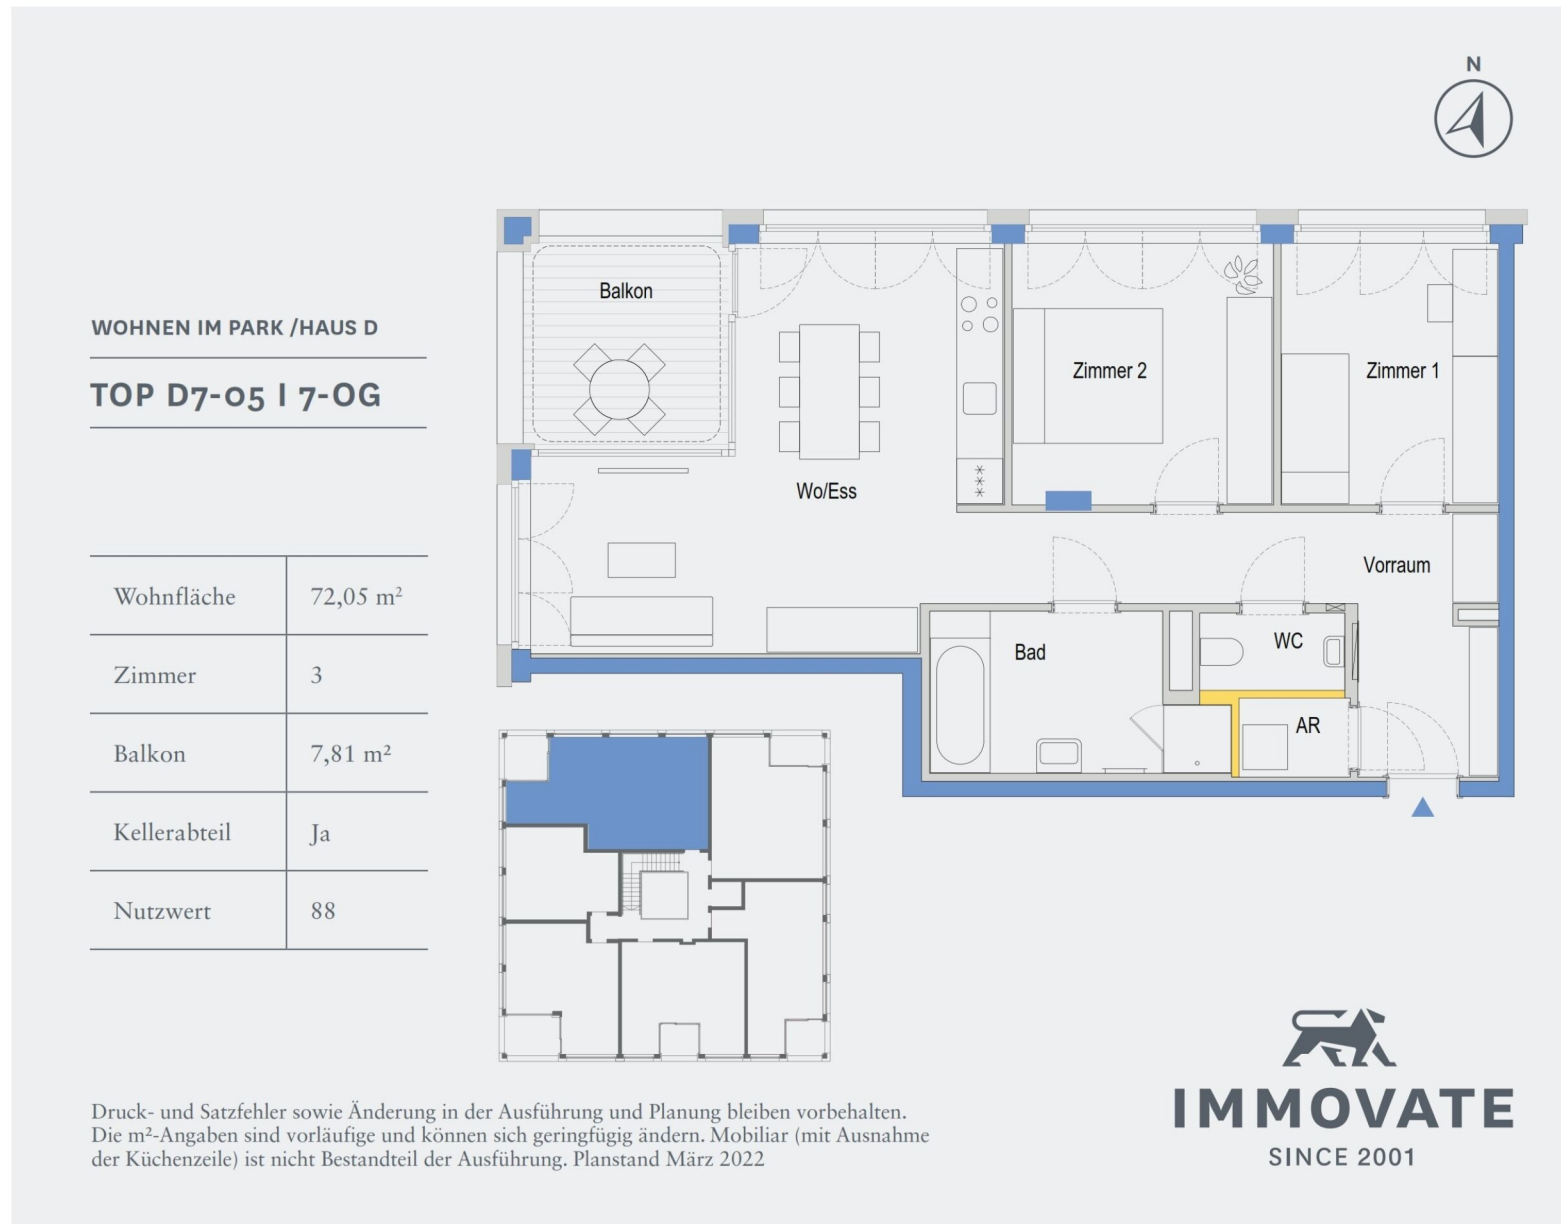 N
WOHNEN IM PARK /HAUS D
TOP D7-05 I 7-OG
Wohnfläche 72,05 m²
Zimmer 3
Balkon 7,81 m²
Kellerabteil Ja
Nutzwert 88
Balkon
Zimmer 2
Zimmer 1
Wo/Ess
Vorraum
Bad
WC
AR
Druck- und Satzfehler sowie Änderung in der Ausführung und Planung bleiben vorbehalten.
Die m²-Angaben sind vorläufige und können sich geringfügig ändern. Mobiliar (mit Ausnahme
der Küchenzeile) ist nicht Bestandteil der Ausführung. Planstand März 2022
IMMOVATE
SINCE 2001